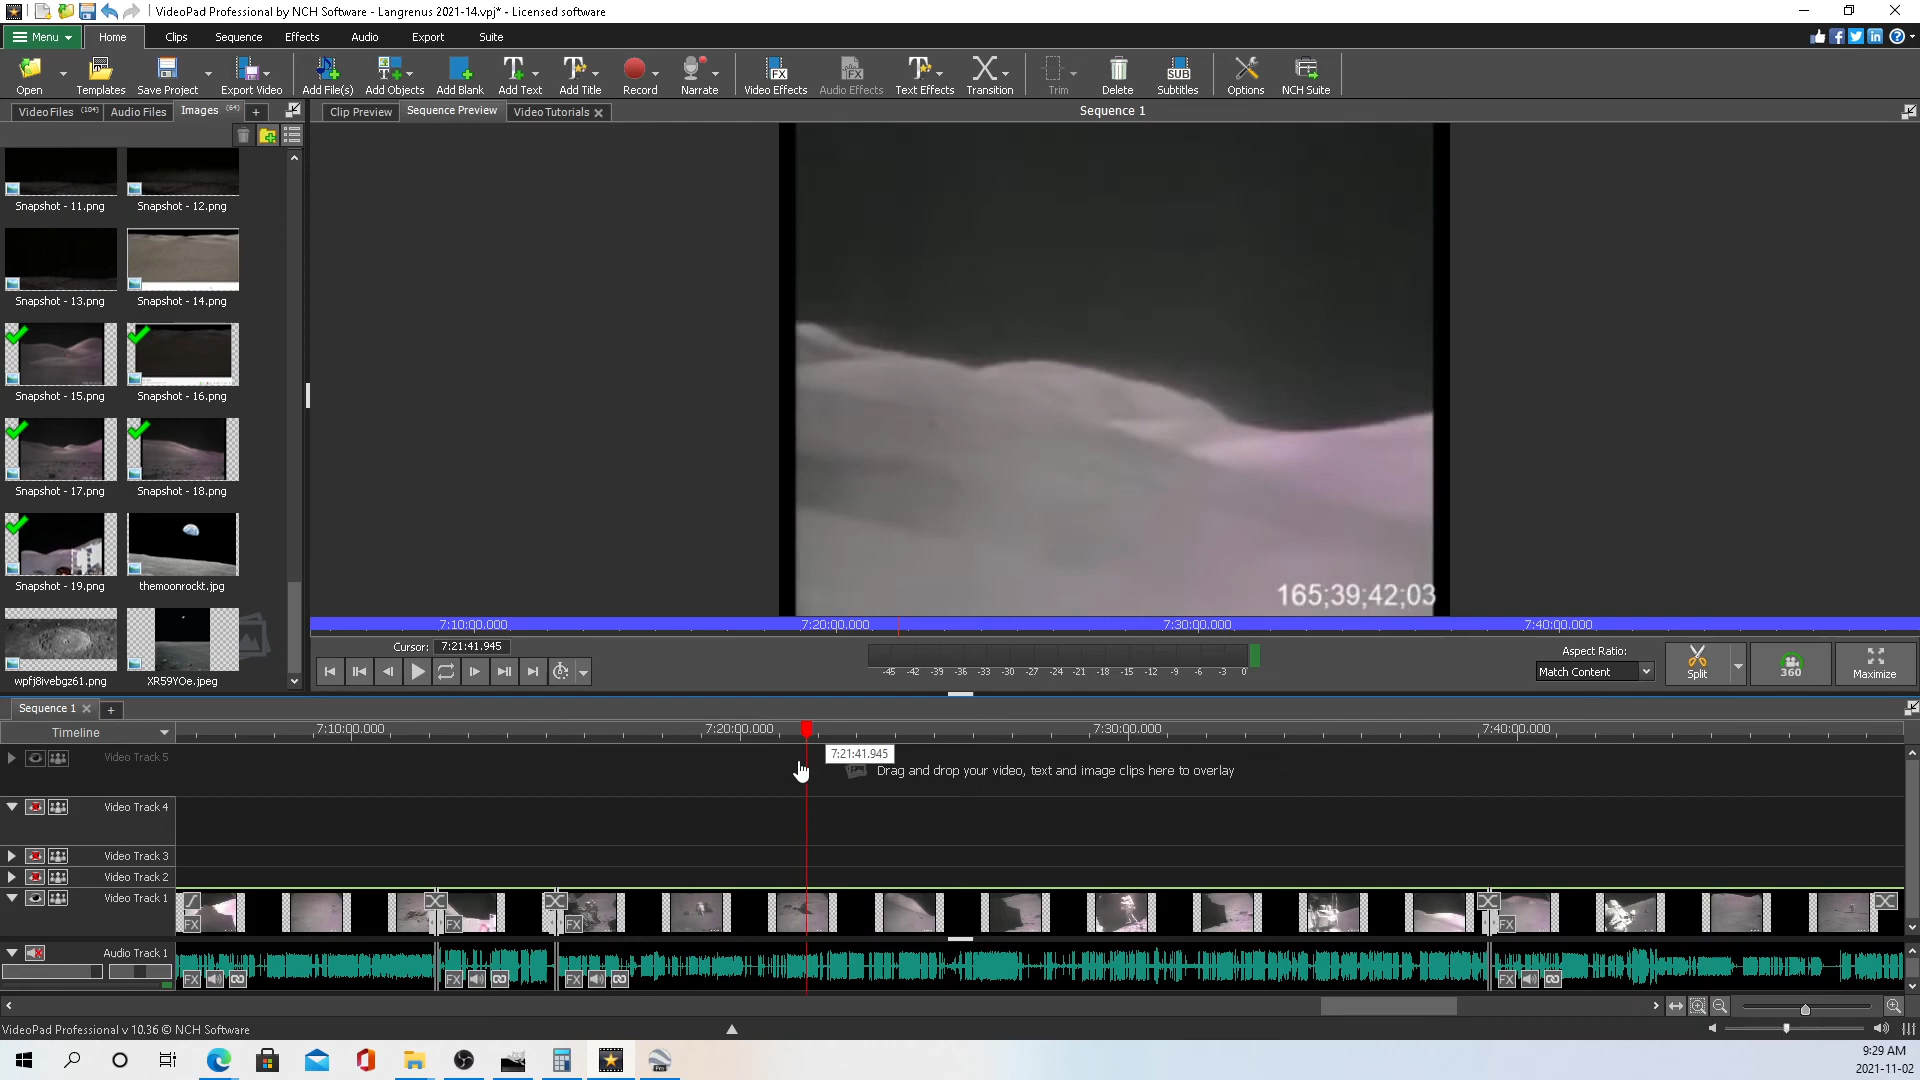 VideoPad Professional by NCH Software - Langrenus 2021-14.vpj* - Licensed software
Menu Home Clips Sequence Effects Audio Export Suite
Open Templates Save Project Export Video Add File(s) Add Objects Add Blank Add Text Add Title Record Narrate Video Effects Audio Effects Text Effects Transition Trim Delete Subtitles Options NCH Suite
Video Files (104) Audio Files Images (64) +
Clip Preview Sequence Preview Video Tutorials Sequence 1
Snapshot - 11.png Snapshot - 12.png
Snapshot - 13.png Snapshot - 14.png
Snapshot - 15.png Snapshot - 16.png
Snapshot - 17.png Snapshot - 18.png
Snapshot - 19.png themoonrockt.jpg
wpfj8ivebgz61.png XR59YOe.jpeg
165;39;42;03
7:10:00.000 7:20:00.000 7:30:00.000 7:40:00.000
Cursor: 7:21:41.945
-45 -42 -39 -36 -33 -30 -27 -24 -21 -18 -15 -12 -9 -6 -3 0
Aspect Ratio:
Match Content
Split 360 Maximize
Sequence 1 +
Timeline 7:10:00.000 7:20:00.000 7:30:00.000 7:40:00.000
7:21:41.945
Video Track 5 Drag and drop your video, text and image clips here to overlay
Video Track 4
Video Track 3
Video Track 2
Video Track 1
FX FX FX FX
Audio Track 1
FX FX FX FX
VideoPad Professional v 10.36 © NCH Software
9:29 AM
2021-11-02